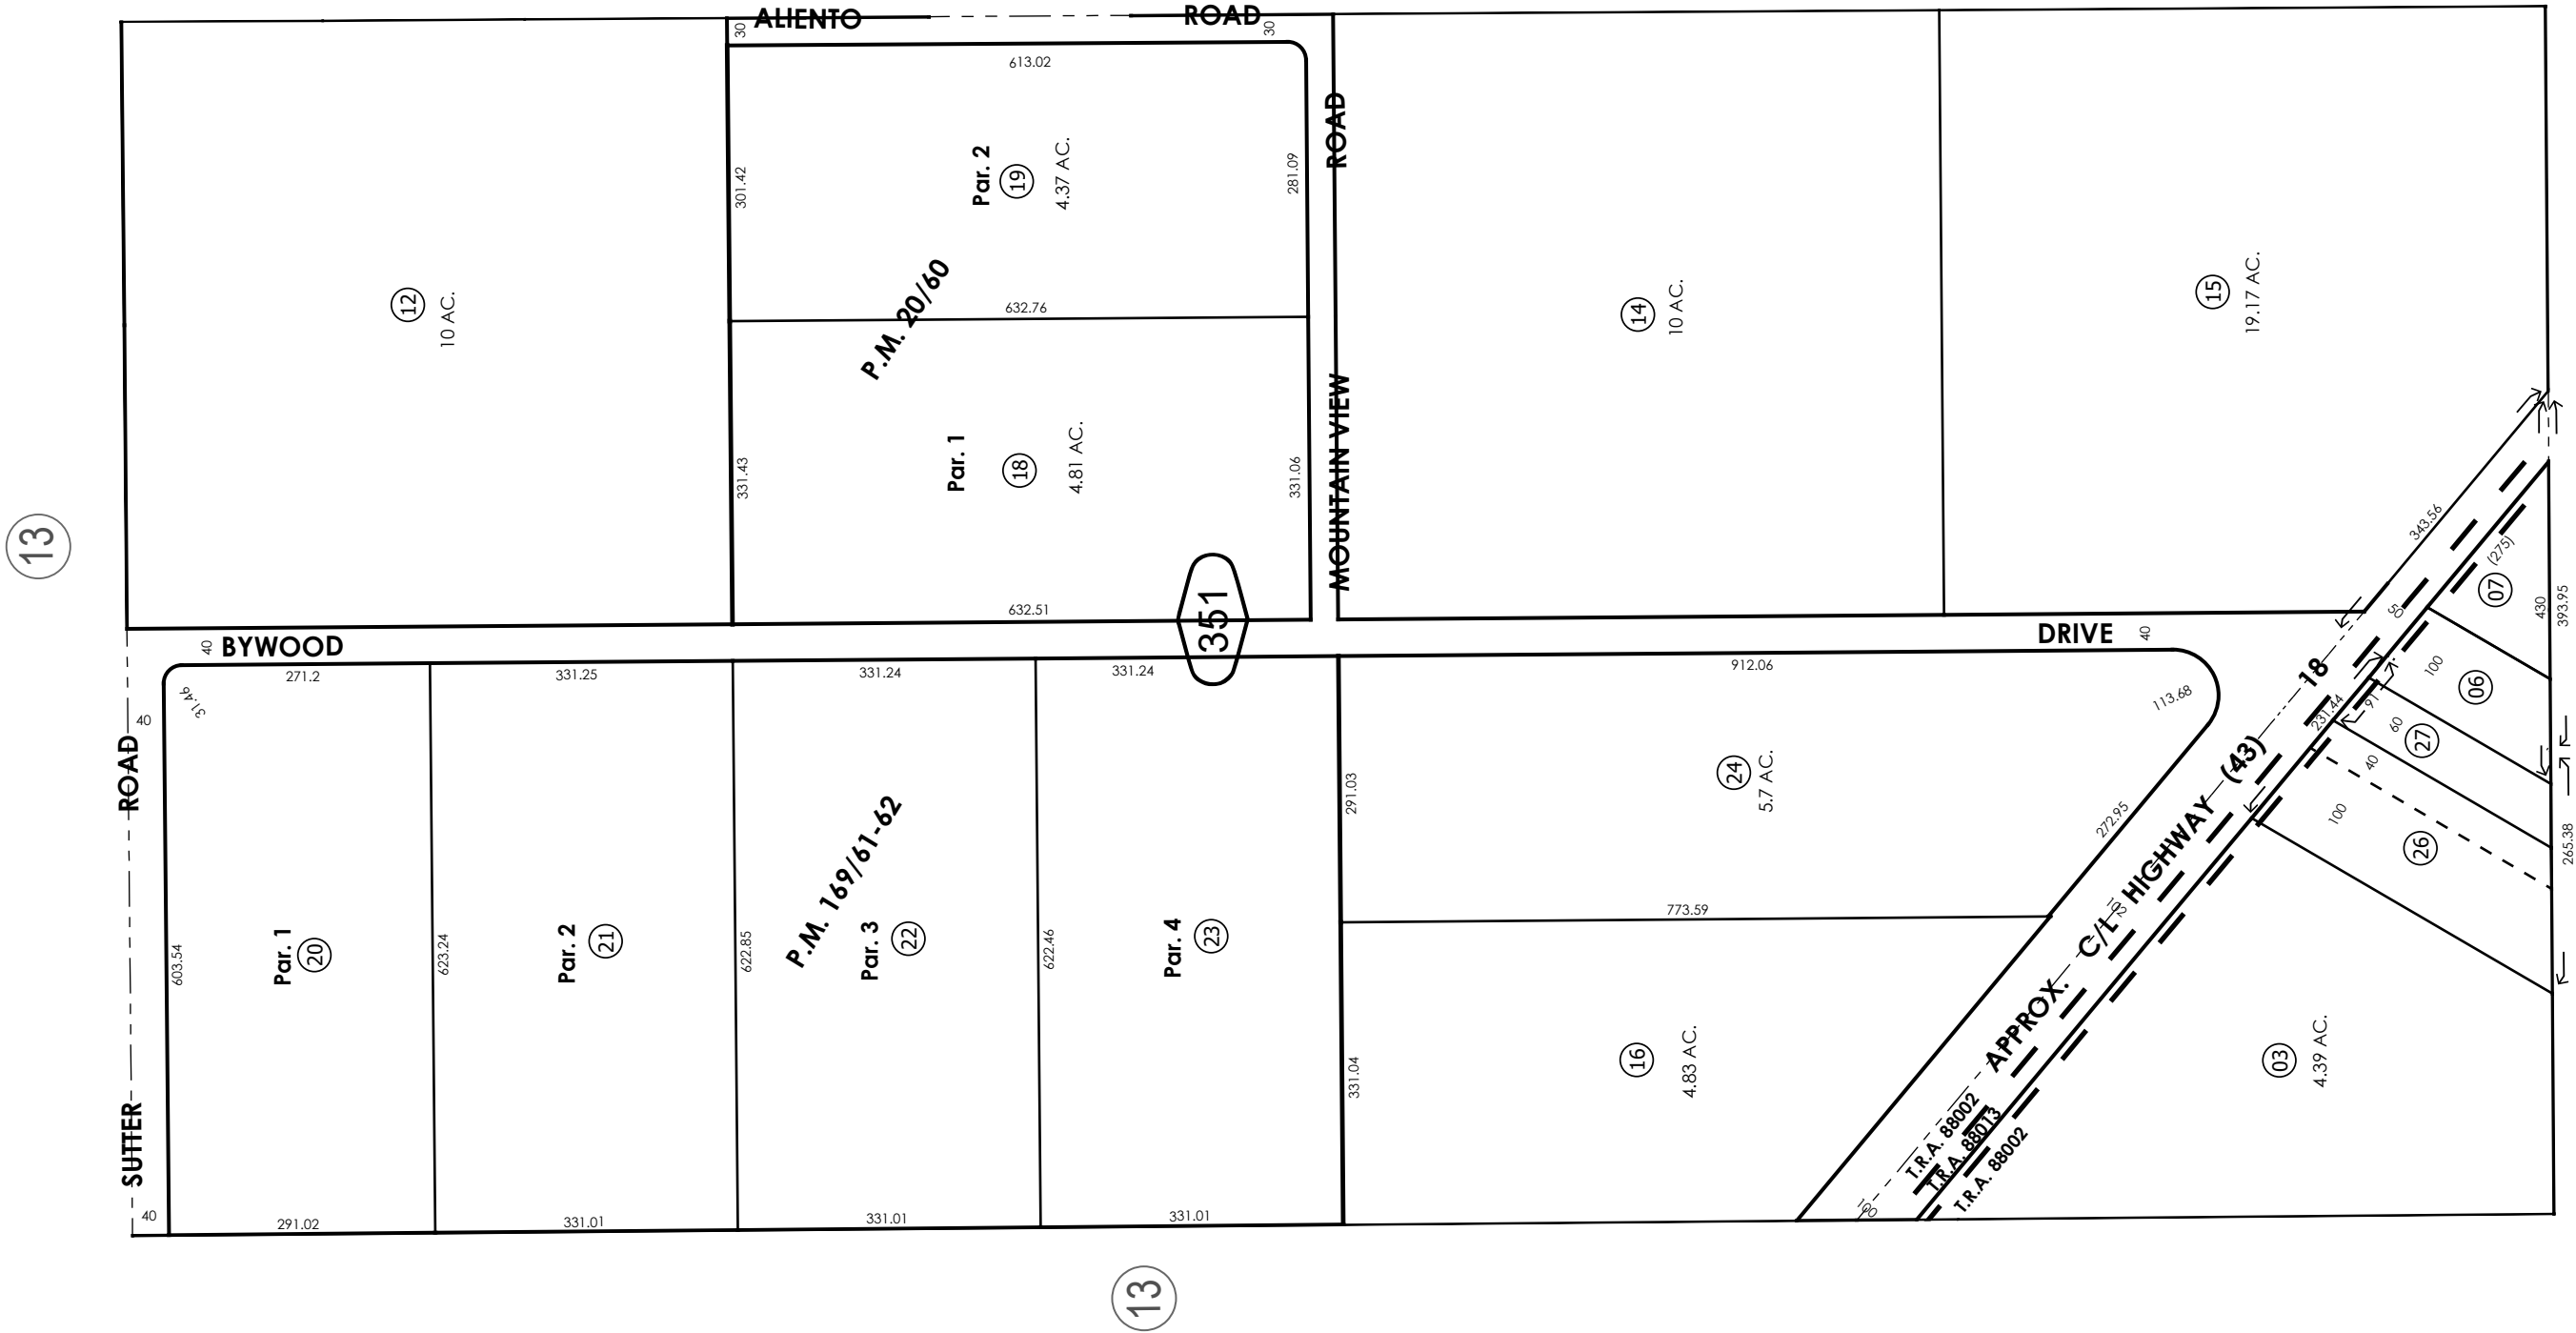 ALIENTO
ROAD
30
30
613.02
12
10 AC.
301.42
Par. 2
19
4.37 AC.
281.09
P.M. 20/60
632.76
331.43
Par. 1
18
4.81 AC.
331.06
632.51
MOUNTAIN VIEW
ROAD
14
10 AC.
15
19.17 AC.
13
351
BYWOOD
DRIVE
40
40
SUTTER
ROAD
40
40
31.46
271.2
331.25
331.24
331.24
912.06
113.68
603.54
Par. 1
20
623.24
Par. 2
21
622.85
P.M. 169/61-62
Par. 3
22
622.46
Par. 4
23
291.03
24
5.7 AC.
272.95
773.59
331.04
16
4.83 AC.
291.02
331.01
331.01
331.01
13
APPROX. C/L HIGHWAY (43) 18
T.R.A. 88002
T.R.A. 88013
T.R.A. 88002
100
102
50
343.56
(275)
07
430
393.95
100
06
231.44
91
60
27
40
100
26
265.38
03
4.39 AC.